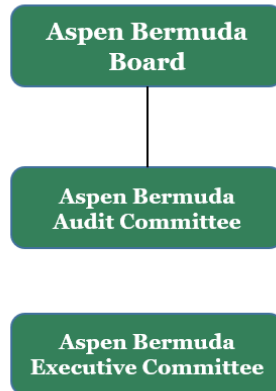 Aspen Bermuda
Board
Aspen Bermuda
Audit Committee
Aspen Bermuda
Executive Committee